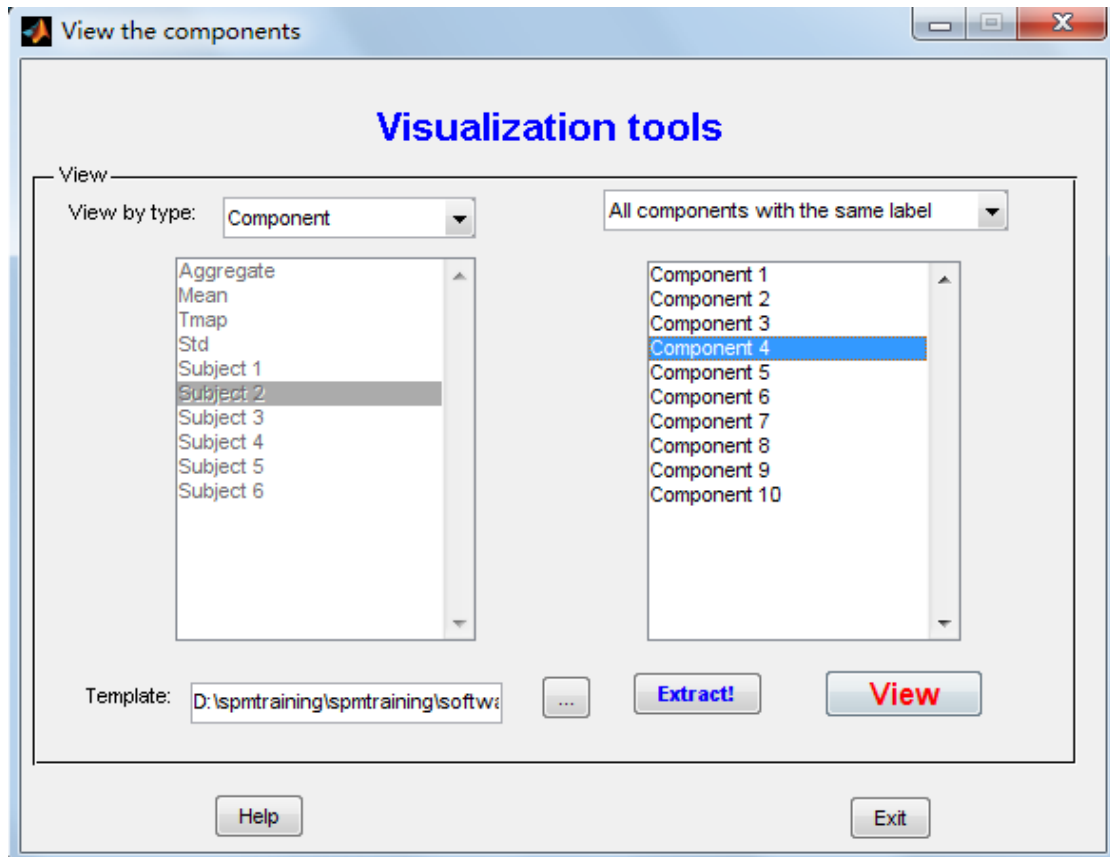 View the components
Visualization tools
View
View by type:
Component
All components with the same label
Aggregate
Mean
Tmap
Std
Subject 1
Subject 2
Subject 3
Subject 4
Subject 5
Subject 6
Component 1
Component 2
Component 3
Component 4
Component 5
Component 6
Component 7
Component 8
Component 9
Component 10
Template:
D:\spmtraining\spmtraining\softwa
...
Extract!
View
Help
Exit